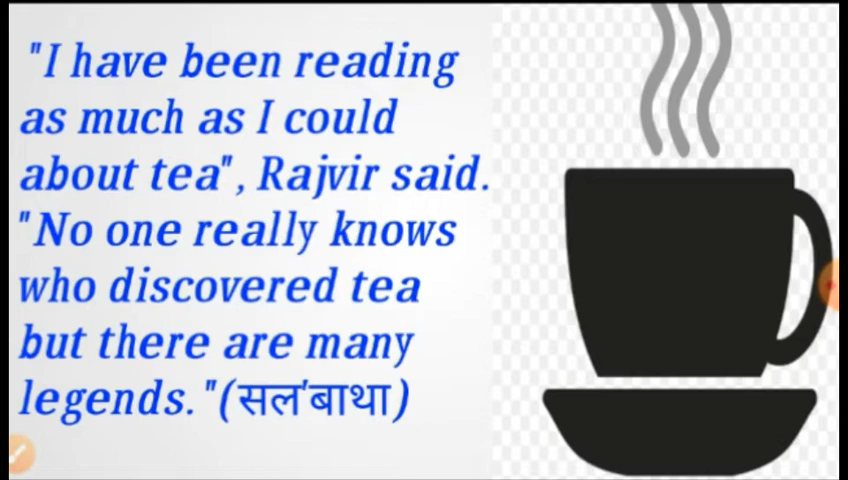 "I have been reading
as much as I could
about tea", Rajvir said.
"No one really knows
who discovered tea
but there are many
legends."(सल'बाथा)